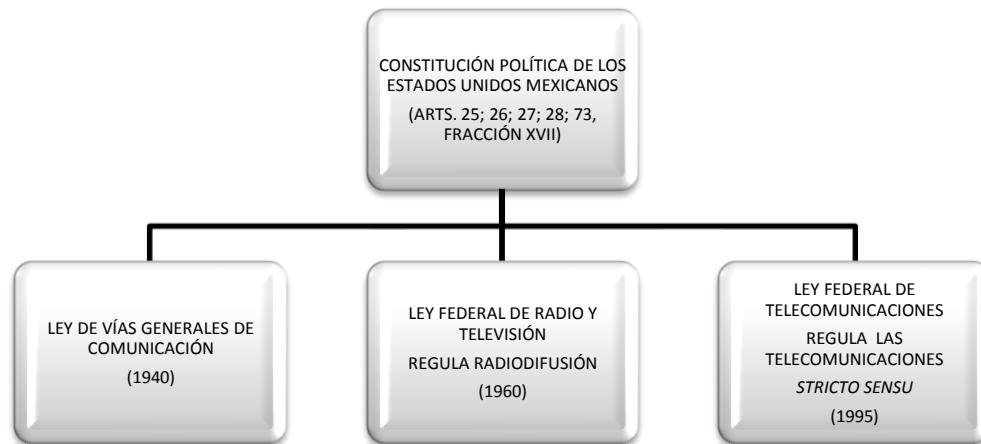 CONSTITUCIÓN POLÍTICA DE LOS
ESTADOS UNIDOS MEXICANOS
(ARTS. 25; 26; 27; 28; 73,
FRACCIÓN XVII)
LEY DE VÍAS GENERALES DE
COMUNICACIÓN
(1940)
LEY FEDERAL DE RADIO Y
TELEVISIÓN
REGULA RADIODIFUSIÓN
(1960)
LEY FEDERAL DE
TELECOMUNICACIONES
REGULA LAS
TELECOMUNICACIONES
STRICTO SENSU
(1995)